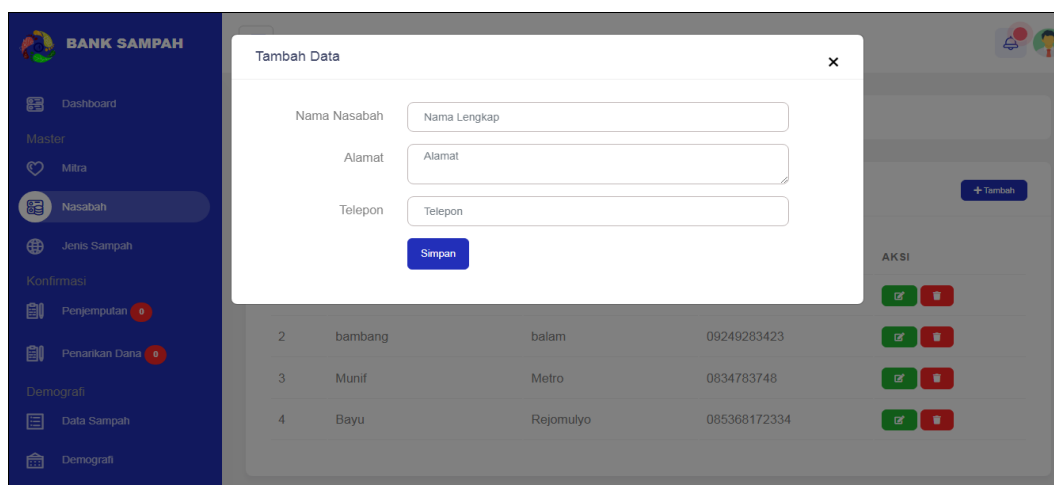 BANK SAMPAH
Dashboard
Master
Mitra
Nasabah
Jenis Sampah
Konfirmasi
Penjemputan 0
Penarikan Dana 0
Demografi
Data Sampah
Demografi
Tambah Data
×
Nama Nasabah Nama Lengkap
Alamat Alamat
Telepon Telepon
Simpan
+ Tambah
AKSI
2 bambang balam 09249283423
3 Munif Metro 0834783748
4 Bayu Rejomulyo 085368172334